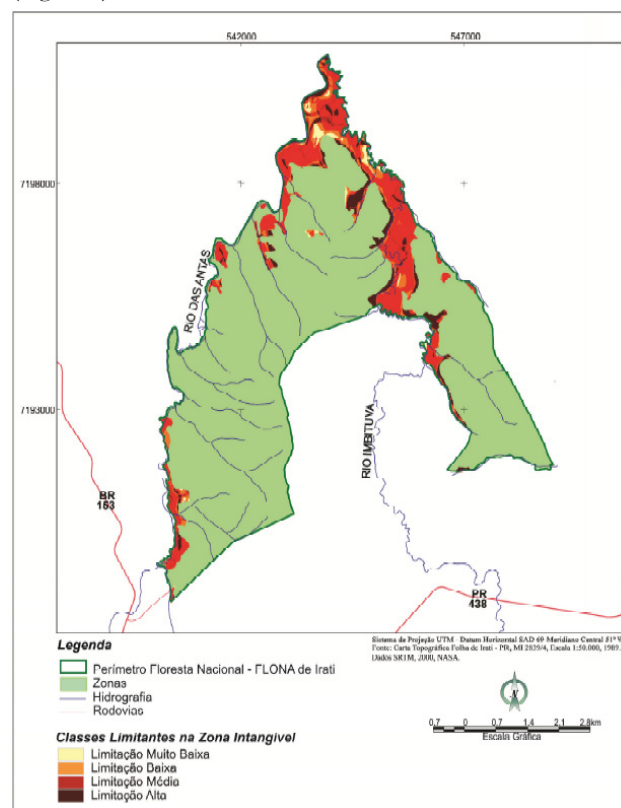 542000
547000
7198000
RIO DAS ANTAS
7193000
RIO IMBITUVA
BR
153
PR
438
Legenda
Perímetro Floresta Nacional - FLONA de Irati
Zonas
Hidrografia
Rodovias
Sistema de Projeção UTM - Datum Horizontal SAD 69 Meridiano Central 51º
Fonte: Carta Topográfica Folha de Irati - PR, MI 2839/4, Escala 1:50.000, 1989.
Dados SRTM, 2000, NASA.
N
0,7 0 0,7 1,4 2,1 2,8km
Escala Gráfica
Classes Limitantes na Zona Intangível
Limitação Muito Baixa
Limitação Baixa
Limitação Média
Limitação Alta